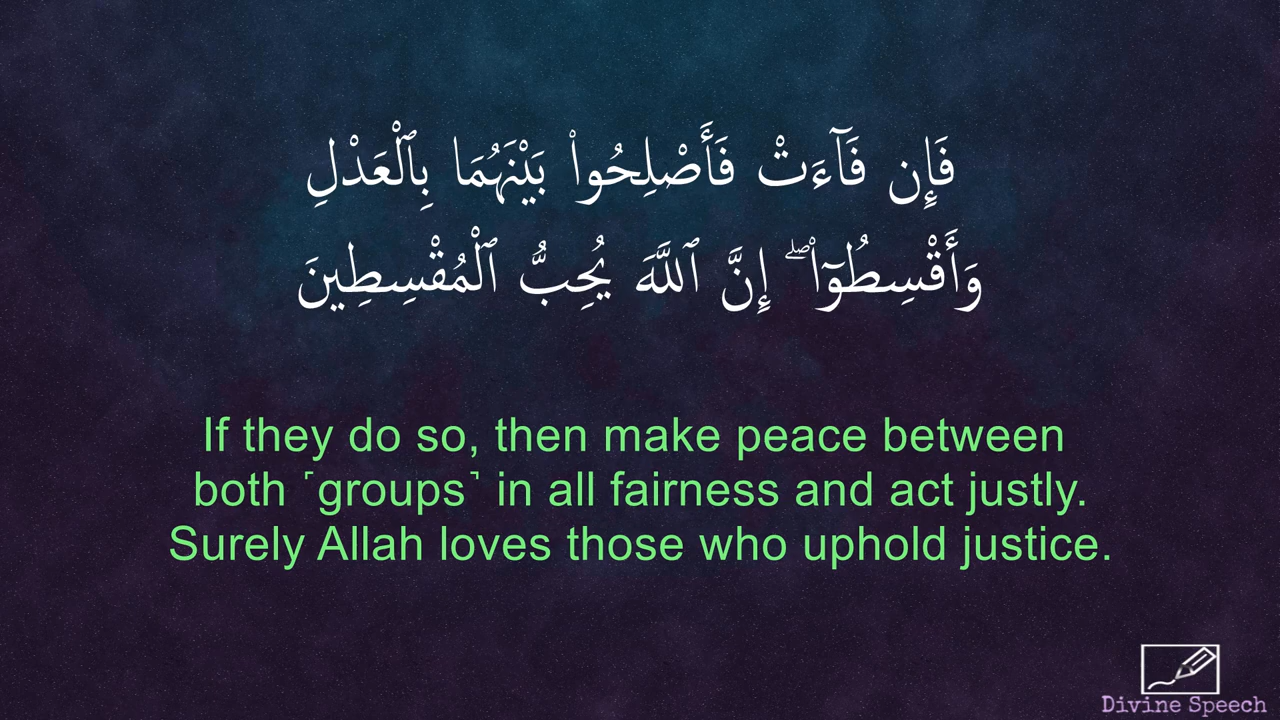 فَإِن فَآءَتْ فَأَصْلِحُوا۟ بَيْنَهُمَا بِٱلْعَدْلِ
وَأَقْسِطُوٓا۟ ۖ إِنَّ ٱللَّهَ يُحِبُّ ٱلْمُقْسِطِينَ
If they do so, then make peace between
both ˹groups˺ in all fairness and act justly.
Surely Allah loves those who uphold justice.
Divine Speech